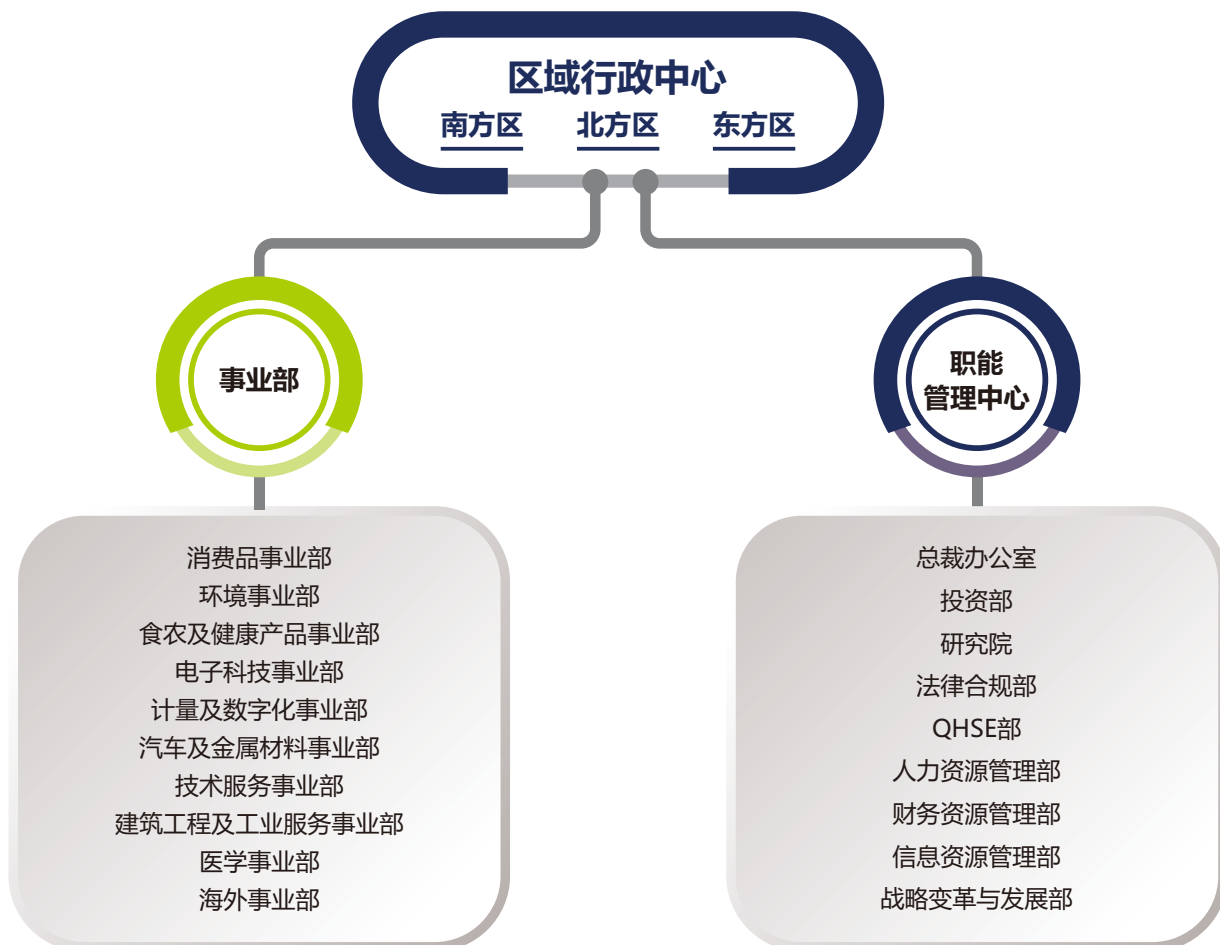 区域行政中心
南方区 北方区 东方区
事业部
消费品事业部
环境事业部
食农及健康产品事业部
电子科技事业部
计量及数字化事业部
汽车及金属材料事业部
技术服务事业部
建筑工程及工业服务事业部
医学事业部
海外事业部
职能
管理中心
总裁办公室
投资部
研究院
法律合规部
QHSE部
人力资源管理部
财务资源管理部
信息资源管理部
战略变革与发展部